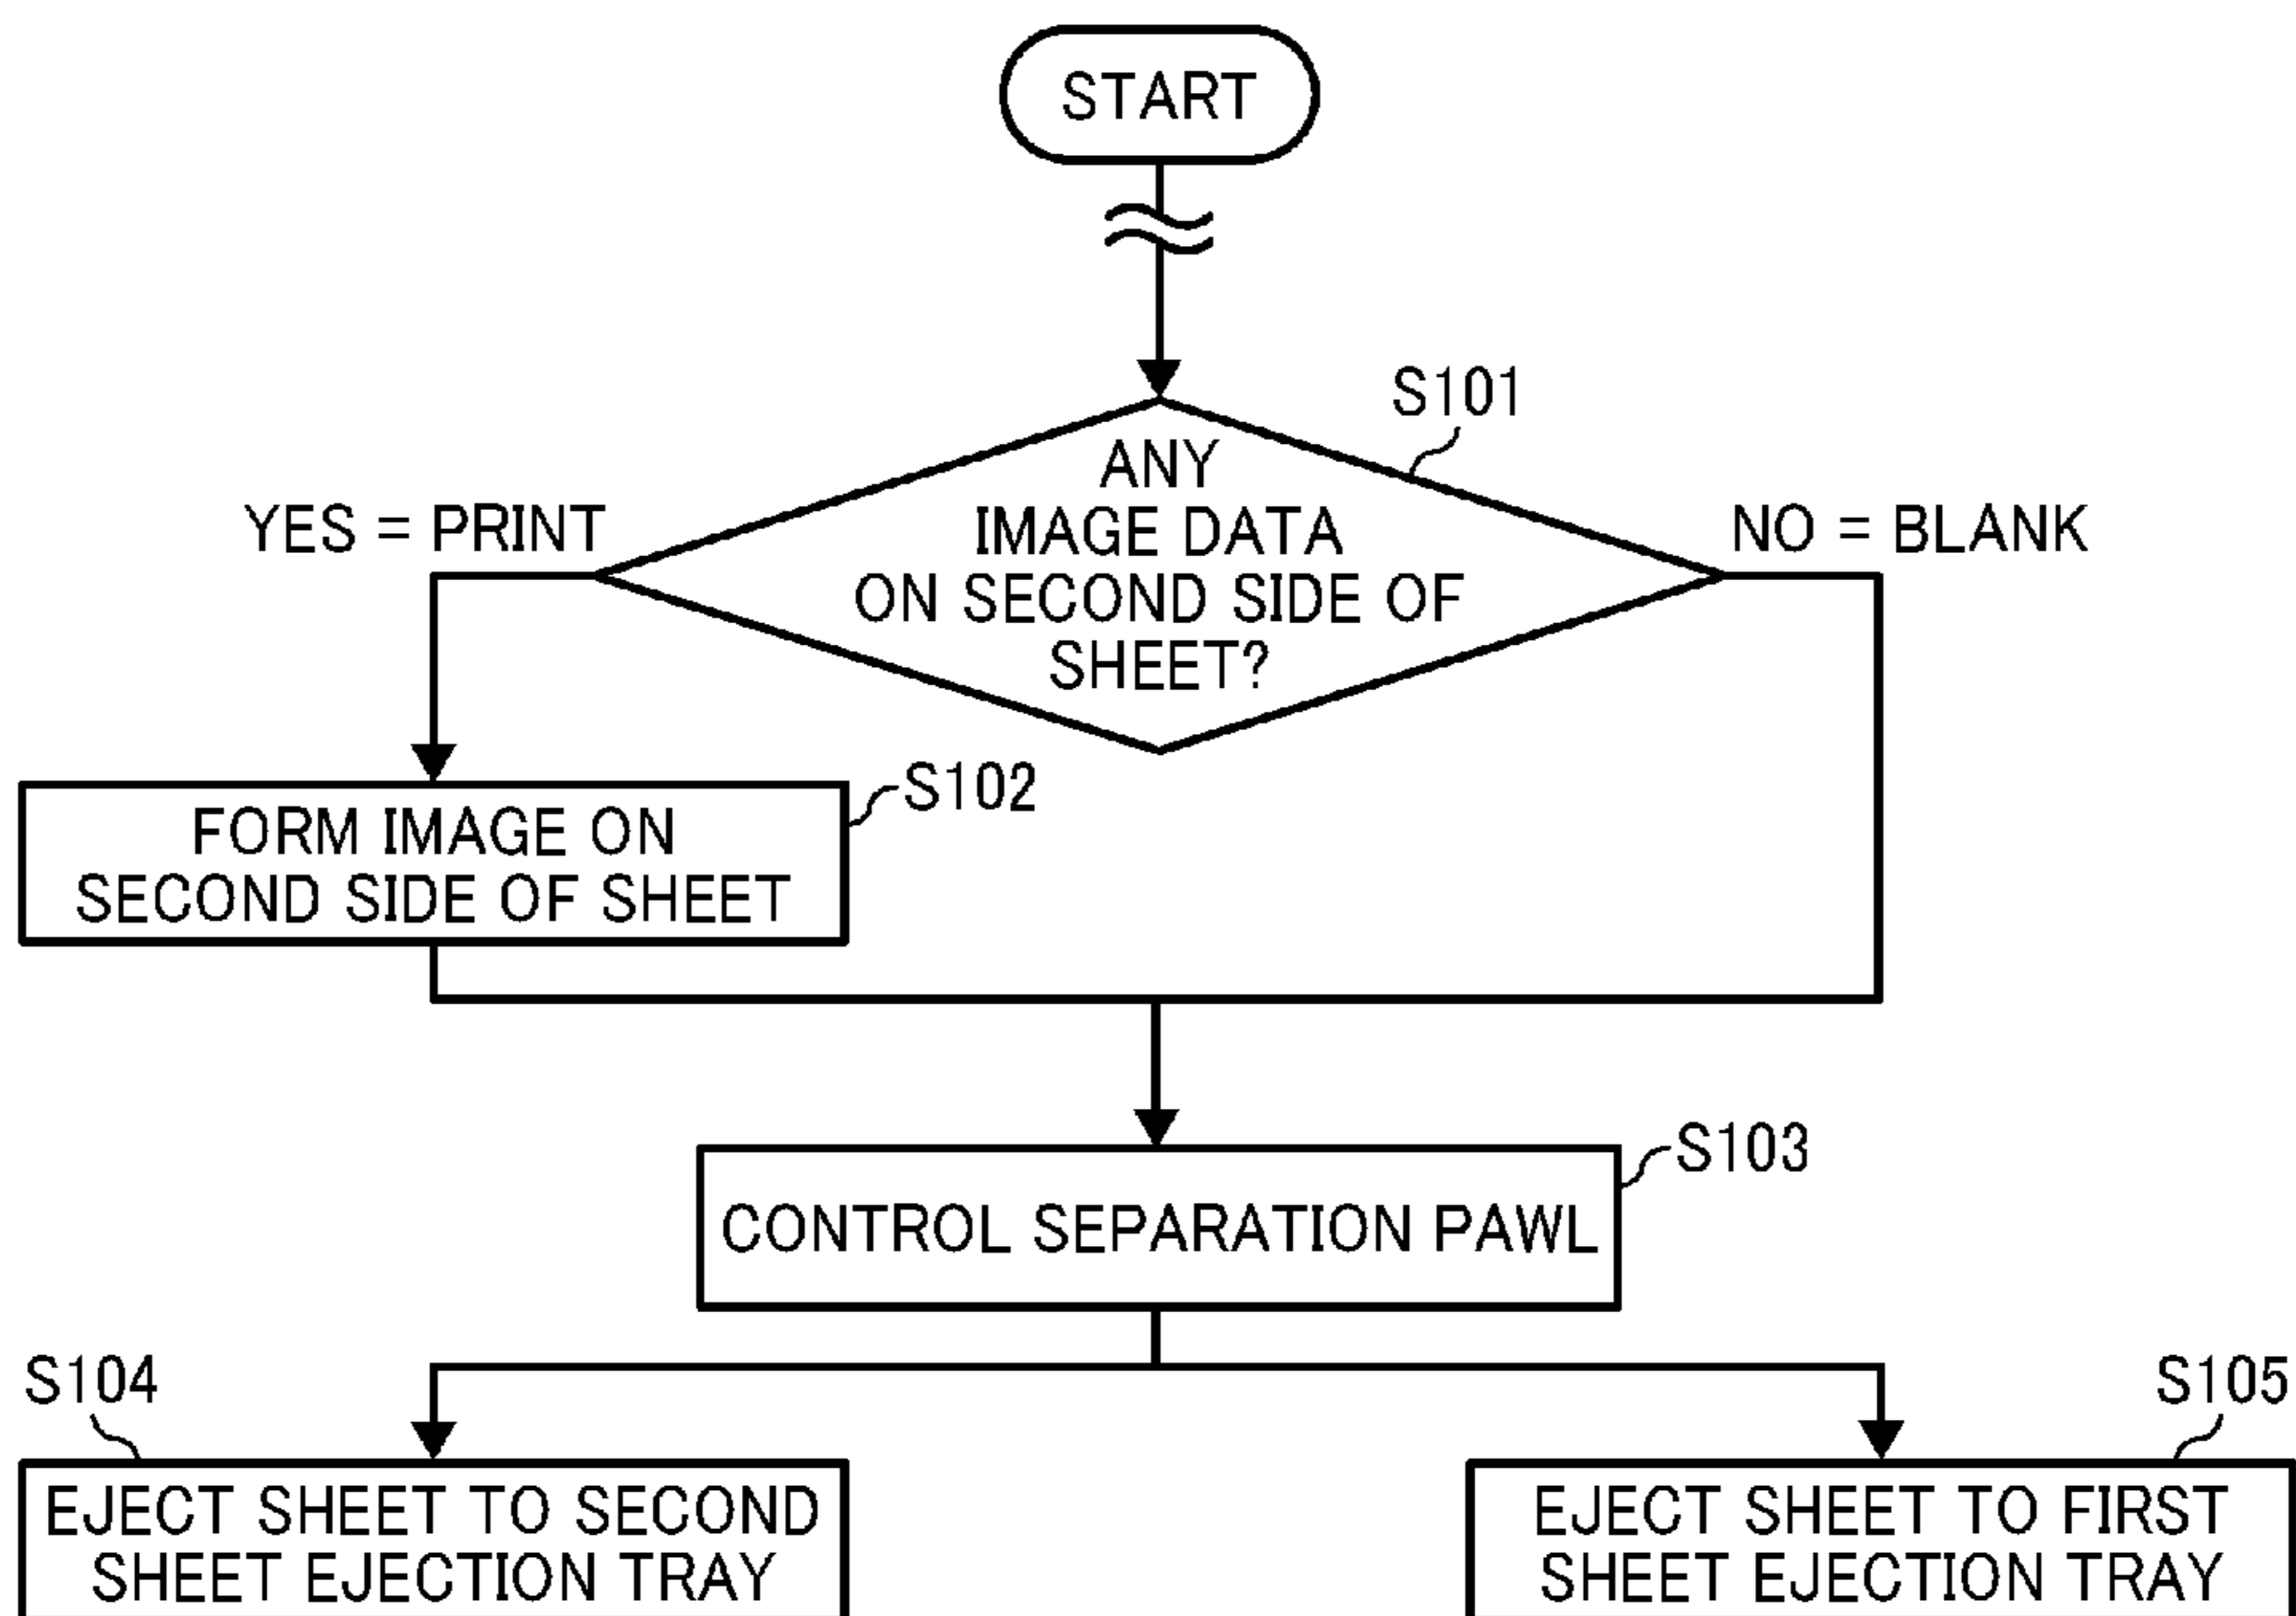 START
S101
ANY
IMAGE DATA
ON SECOND SIDE OF
SHEET?
YES = PRINT
NO = BLANK
S102
FORM IMAGE ON
SECOND SIDE OF SHEET
S103
CONTROL SEPARATION PAWL
S104
EJECT SHEET TO SECOND
SHEET EJECTION TRAY
S105
EJECT SHEET TO FIRST
SHEET EJECTION TRAY